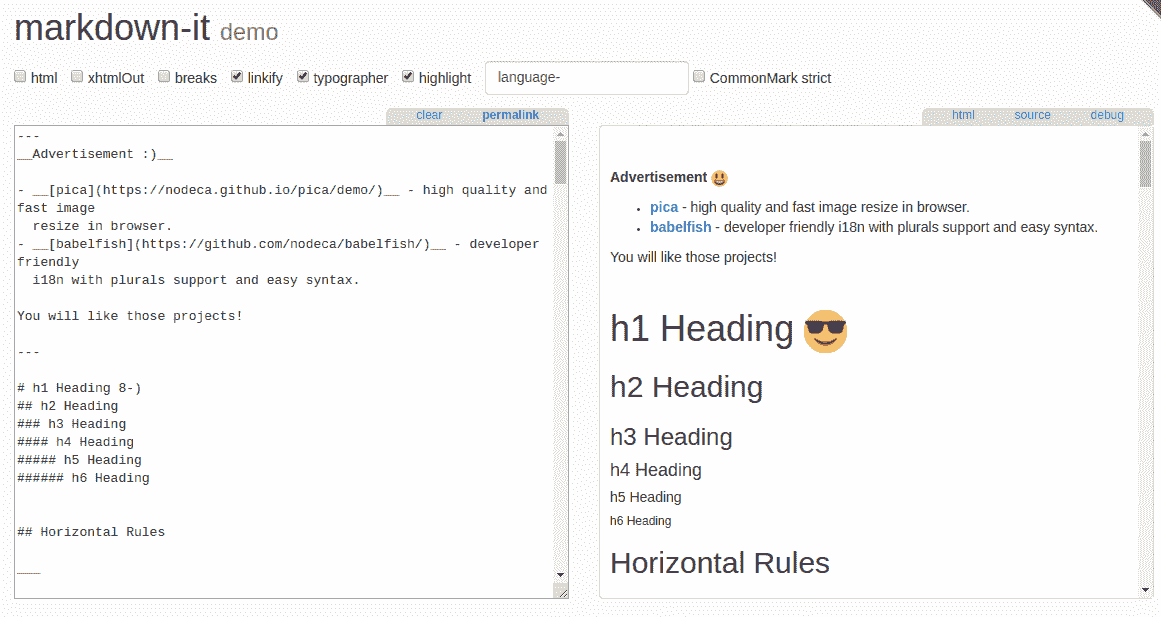 markdown-it demo
html xhtmlOut breaks linkify typographer highlight language- CommonMark strict
clear permalink
---
__Advertisement :)__
- __[pica](https://nodeca.github.io/pica/demo/)__ - high quality and
fast image
resize in browser.
- __[babelfish](https://github.com/nodeca/babelfish/)__ - developer
friendly
i18n with plurals support and easy syntax.
You will like those projects!
---
# h1 Heading 8-)
## h2 Heading
### h3 Heading
#### h4 Heading
##### h5 Heading
###### h6 Heading
## Horizontal Rules
___
html source debug
Advertisement 😃
• pica - high quality and fast image resize in browser.
• babelfish - developer friendly i18n with plurals support and easy syntax.
You will like those projects!
h1 Heading 😎
h2 Heading
h3 Heading
h4 Heading
h5 Heading
h6 Heading
Horizontal Rules